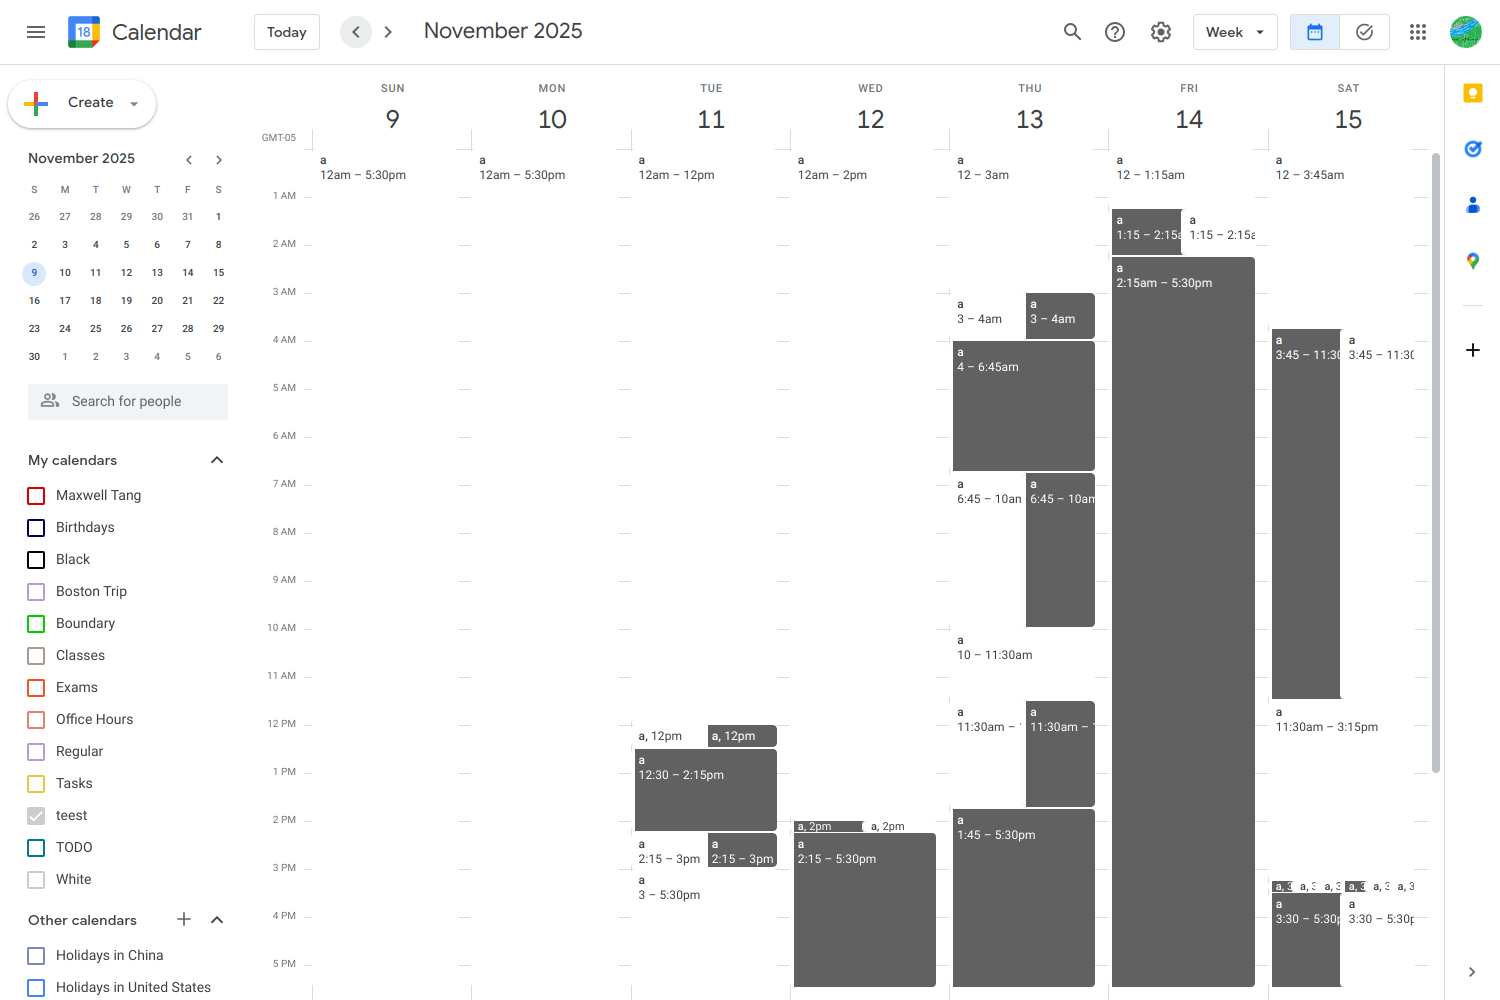 18 Calendar Today November 2025 Week
Create
November 2025
S M T W T F S
26 27 28 29 30 31 1
2 3 4 5 6 7 8
9 10 11 12 13 14 15
16 17 18 19 20 21 22
23 24 25 26 27 28 29
30 1 2 3 4 5 6
Search for people
My calendars
Maxwell Tang
Birthdays
Black
Boston Trip
Boundary
Classes
Exams
Office Hours
Regular
Tasks
teest
TODO
White
Other calendars
Holidays in China
Holidays in United States
SUN MON TUE WED THU FRI SAT
9 10 11 12 13 14 15
GMT-05
1 AM
2 AM
3 AM
4 AM
5 AM
6 AM
7 AM
8 AM
9 AM
10 AM
11 AM
12 PM
1 PM
2 PM
3 PM
4 PM
5 PM
a
12am – 5:30pm
a
12am – 5:30pm
a
12am – 12pm
a, 12pm
a, 12pm
a
12:30 – 2:15pm
a
2:15 – 3pm
a
2:15 – 3pm
a
3 – 5:30pm
a
12am – 2pm
a, 2pm
a, 2pm
a
2:15 – 5:30pm
a
12 – 3am
a
3 – 4am
a
3 – 4am
a
4 – 6:45am
a
6:45 – 10am
a
6:45 – 10am
a
10 – 11:30am
a
11:30am –
a
11:30am –
a
1:45 – 5:30pm
a
12 – 1:15am
a
1:15 – 2:15a
a
1:15 – 2:15a
a
2:15am – 5:30pm
a
12 – 3:45am
a
3:45 – 11:30
a
3:45 – 11:30
a
11:30am – 3:15pm
a, 3
a, 3
a, 3
a, 3
a, 3
a, 3
a
3:30 – 5:30p
a
3:30 – 5:30p